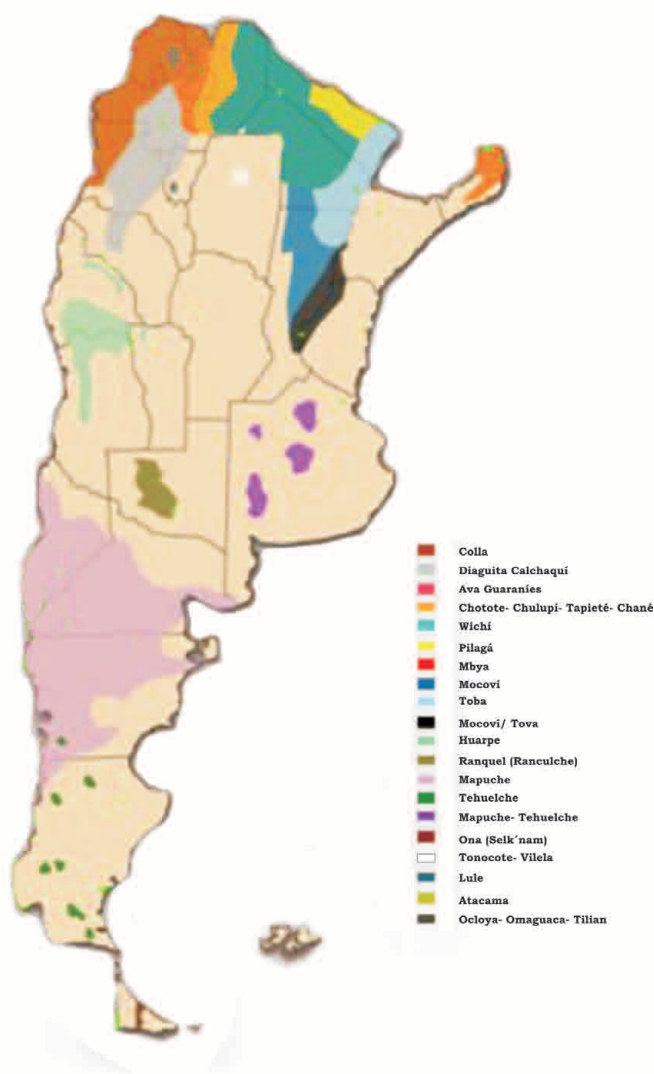 Colla
Diaguita Calchaquí
Ava Guaraníes
Chotote- Chulupi- Tapieté- Chané
Wichí
Pilagá
Mbya
Mocoví
Toba
Mocoví/ Tova
Huarpe
Ranquel (Ranculche)
Mapuche
Tehuelche
Mapuche- Tehuelche
Ona (Selk´nam)
Tonocote- Vilela
Lule
Atacama
Ocloya- Omaguaca- Tilian